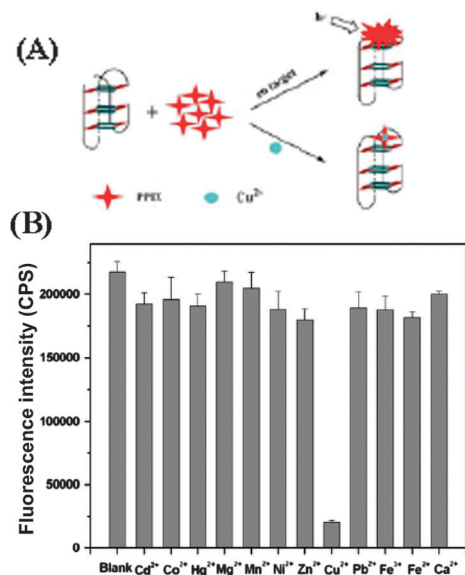 (A)
hv
no target
+
PPIX
Cu²⁺
(B)
Fluorescence intensity (CPS)
200000
150000
100000
50000
0
Blank Cd²⁺ Co²⁺ Hg²⁺ Mg²⁺ Mn²⁺ Ni²⁺ Zn²⁺ Cu²⁺ Pb²⁺ Fe³⁺ Fe²⁺ Ca²⁺